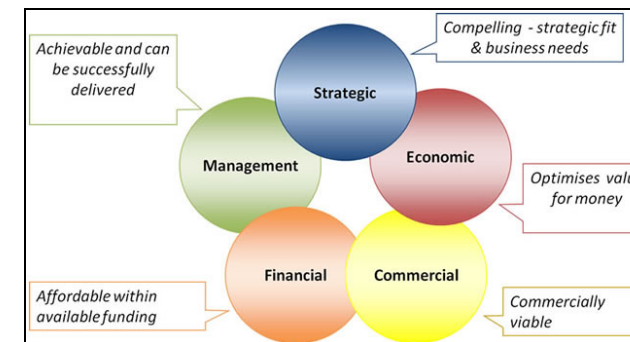 Compelling - strategic fit
& business needs
Achievable and can
be successfully
delivered
Strategic
Management
Economic
Optimises
for money
Financial
Commercial
Affordable within
available funding
Commercially
viable